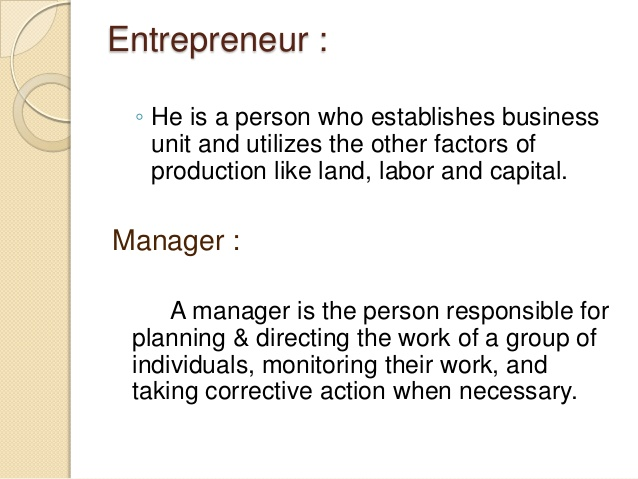 Entrepreneur :
◦ He is a person who establishes business
unit and utilizes the other factors of
production like land, labor and capital.
Manager :
A manager is the person responsible for
planning & directing the work of a group of
individuals, monitoring their work, and
taking corrective action when necessary.